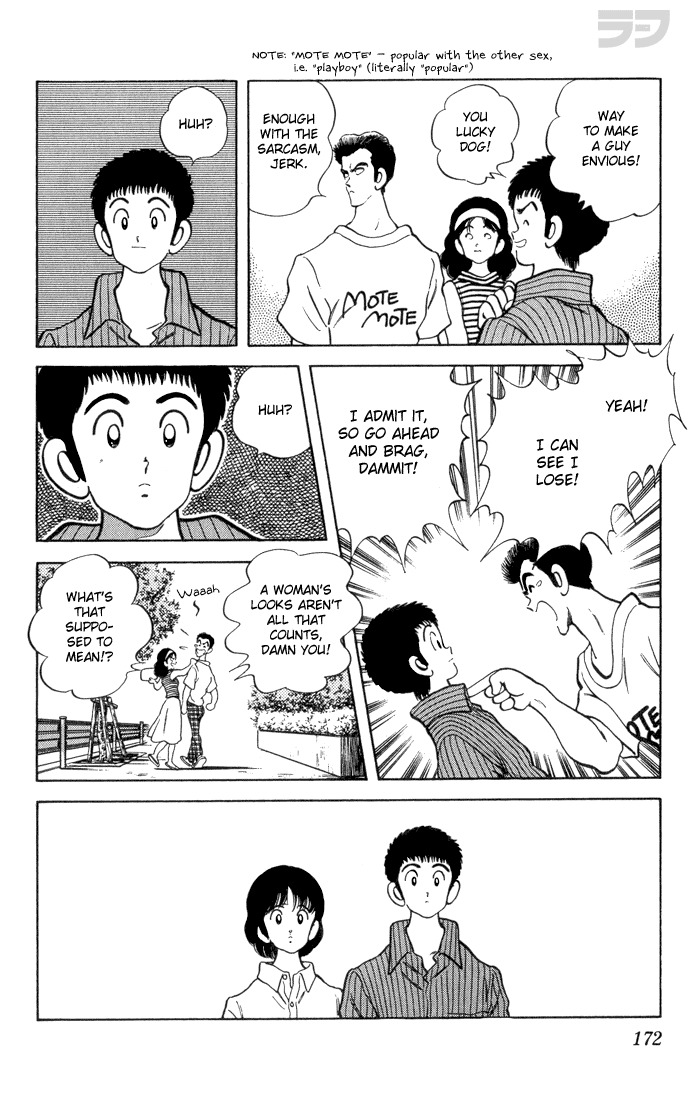 ラフ
NOTE: "MOTE MOTE" - popular with the other sex,
i.e. "playboy" (literally "popular")
WAY
TO MAKE
A GUY
ENVIOUS!
YOU
LUCKY
DOG!
ENOUGH
WITH THE
SARCASM,
JERK.
MOTE
MOTE
HUH?
YEAH!
I CAN
SEE I
LOSE!
I ADMIT IT,
SO GO AHEAD
AND BRAG,
DAMMIT!
MOTE
HUH?
A WOMAN'S
LOOKS AREN'T
ALL THAT
COUNTS,
DAMN YOU!
Waaah
WHAT'S
THAT
SUPPO-
SED TO
MEAN!?
172